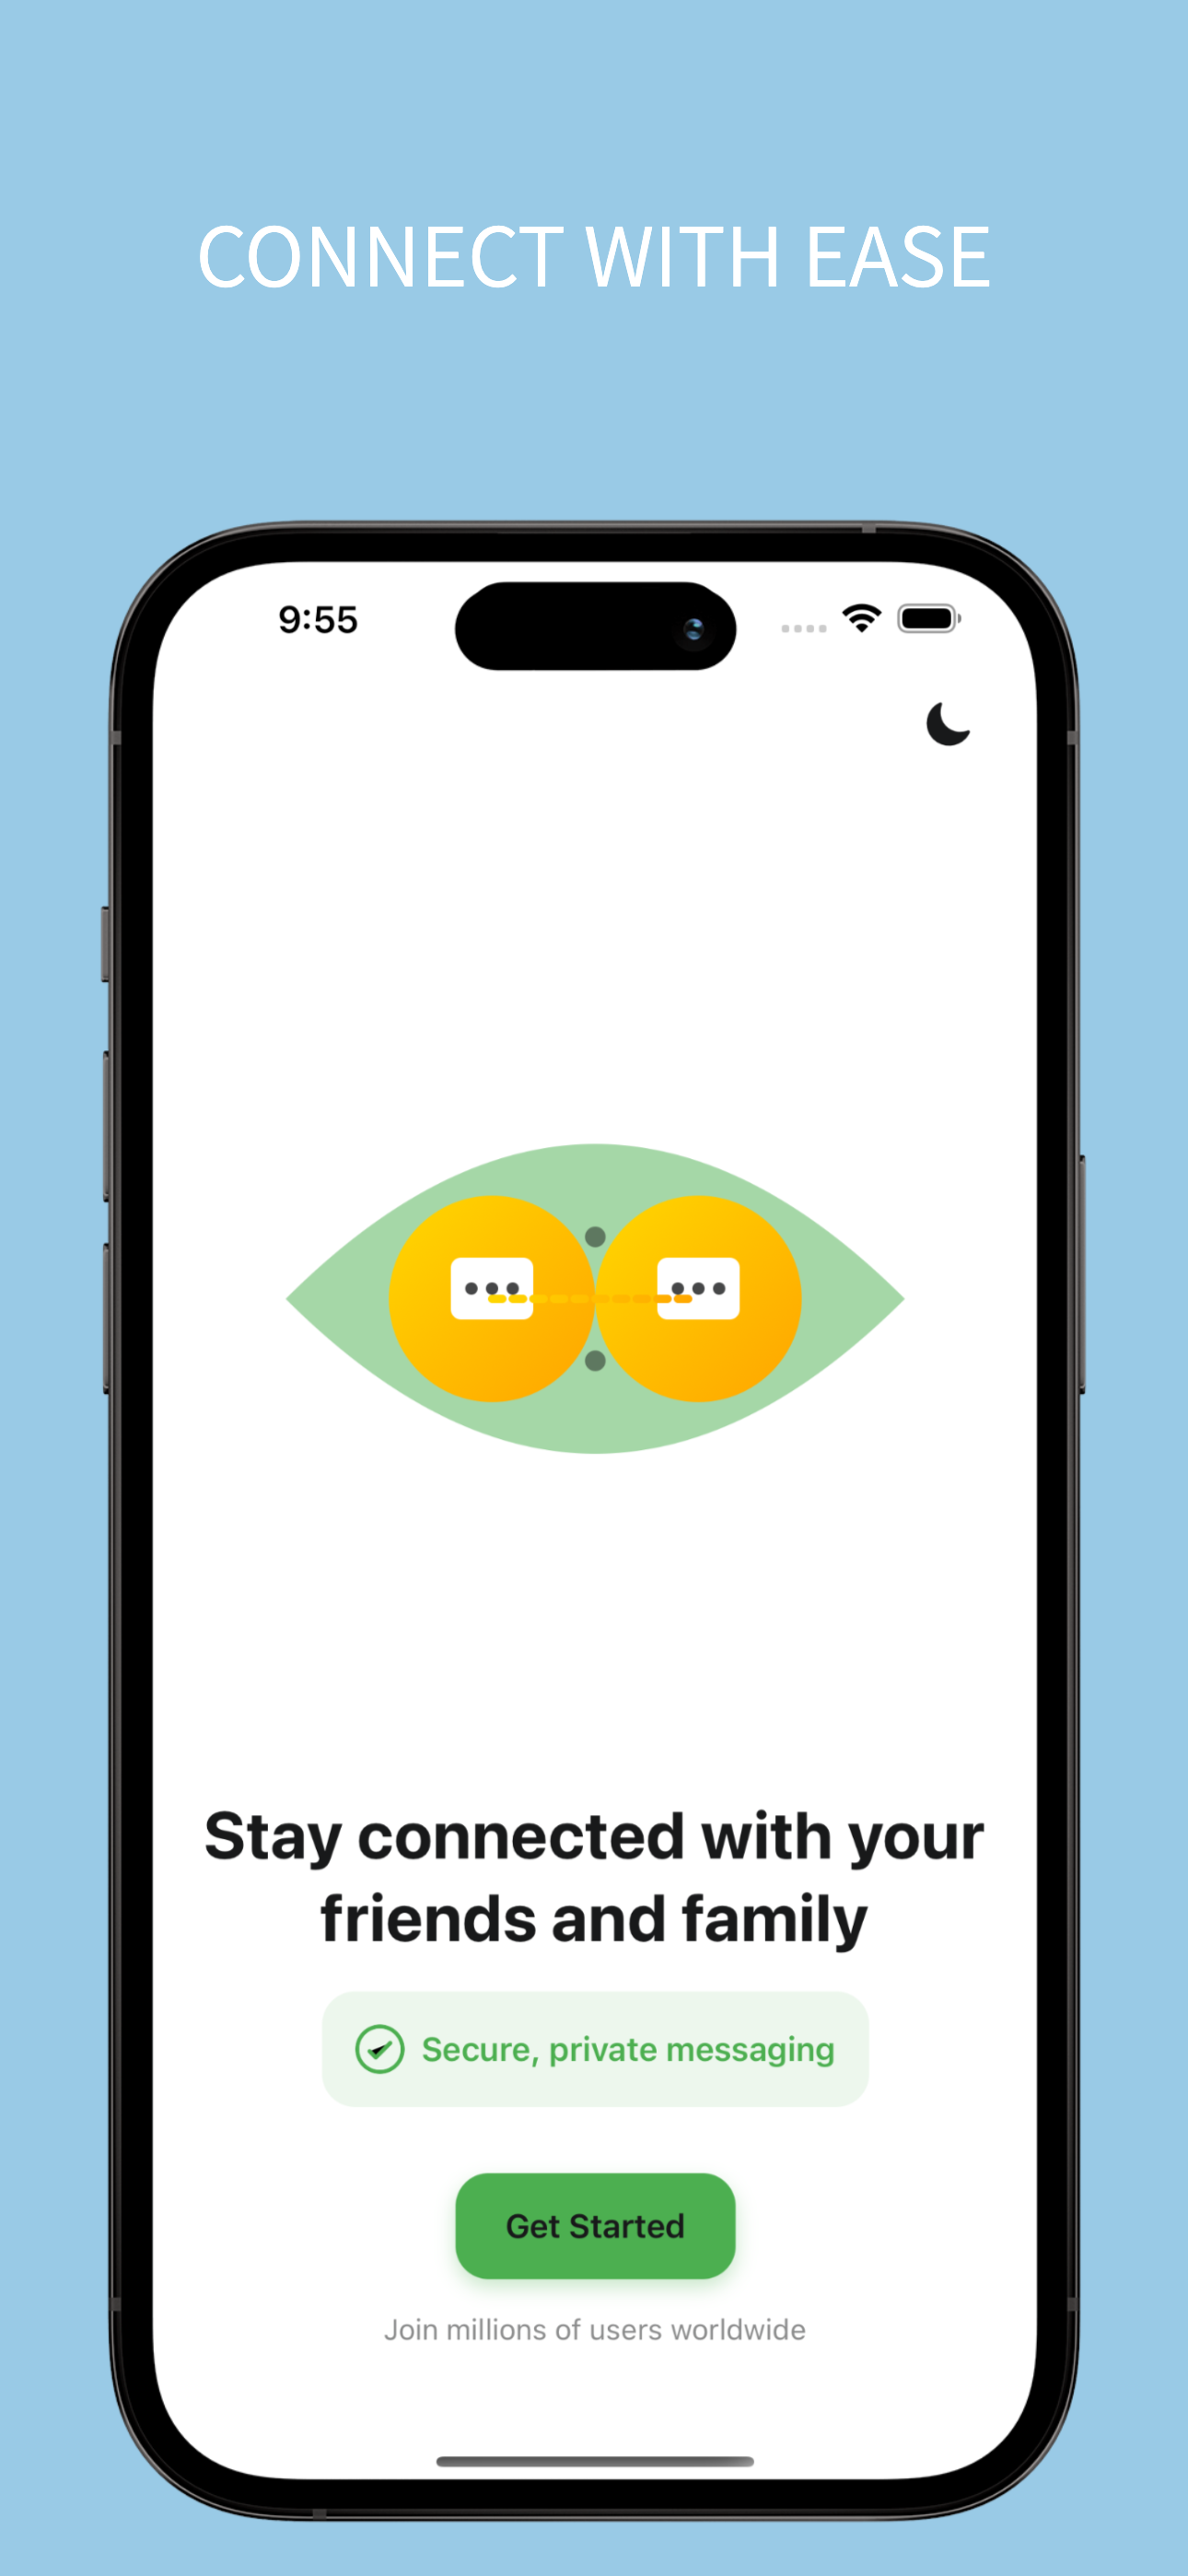 CONNECT WITH EASE
9:55
Stay connected with your
friends and family
Secure, private messaging
Get Started
Join millions of users worldwide